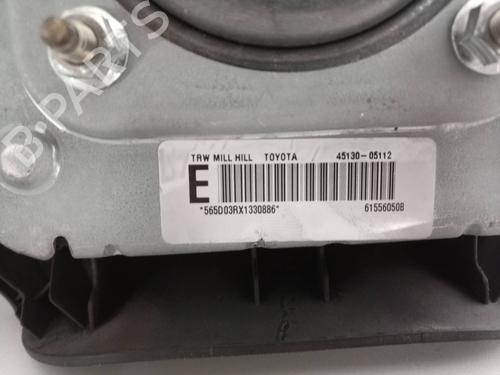 B-PARTS
TRW MILL HILL TOYOTA 45130-05112
E
*565D03RX1330886* 61556050B